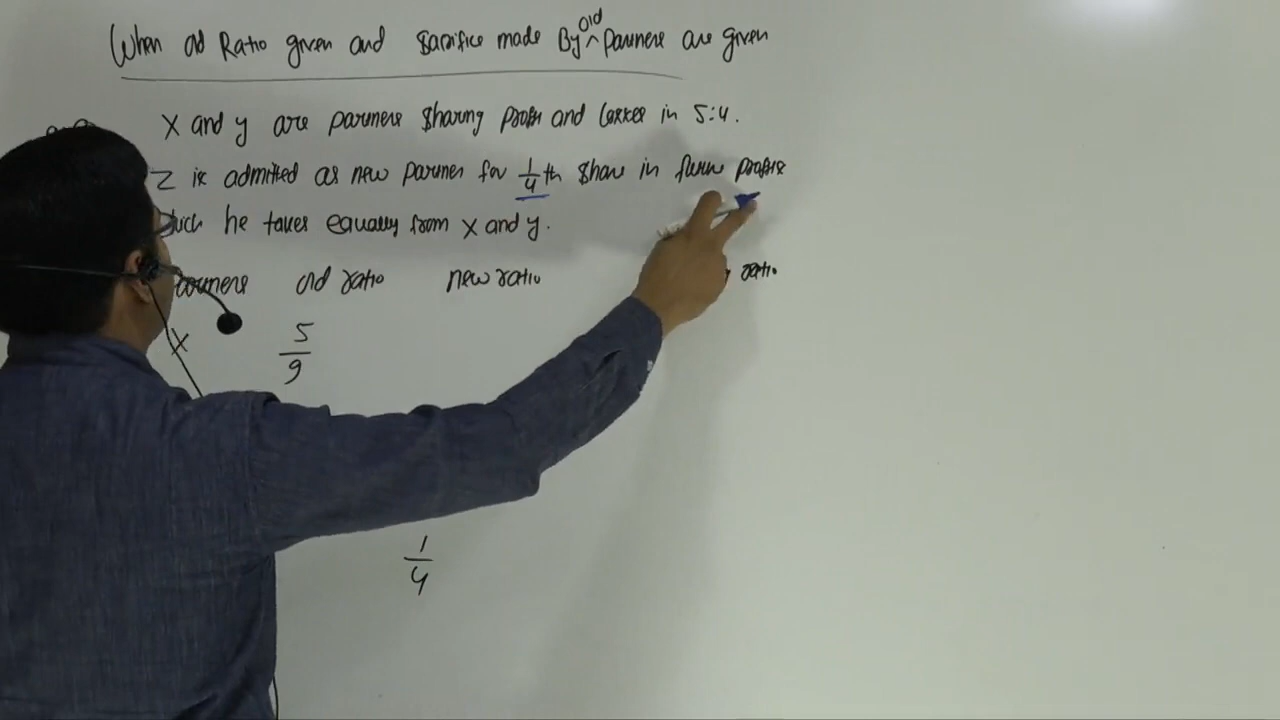 When old Ratio given and Sacrifice made By old Partners are given
X and y are partners sharing profits and losses in 5:4.
Z is admitted as new partner for 1/4 th share in future profits
which he takes equally from X and y.
partners old ratio new ratio ratio
X 5/9
1/4